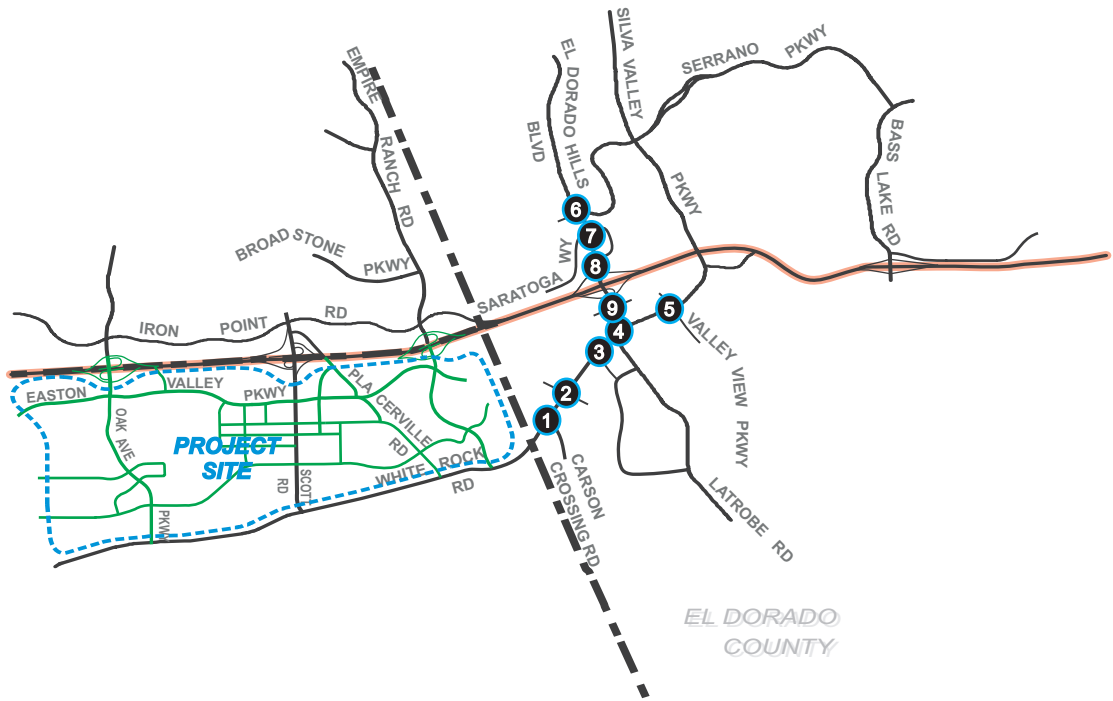 SILVA VALLEY
PKWY
EL DORADO HILLS
BLVD
SERRANO PKWY
EMPIRE
RANCH RD
BASS
LAKE RD
BROAD STONE
PKWY
SARATOGA
WY
IRON POINT RD
6
7
8
9
5
4
3
2
1
VALLEY VIEW PKWY
EASTON
VALLEY
PKWY
PLA CERVILLE
RD
OAK AVE
PKWY
PROJECT
SITE
SCOTT
RD
WHITE ROCK
RD
CARSON
CROSSING RD
LATROBE RD
EL DORADO
COUNTY